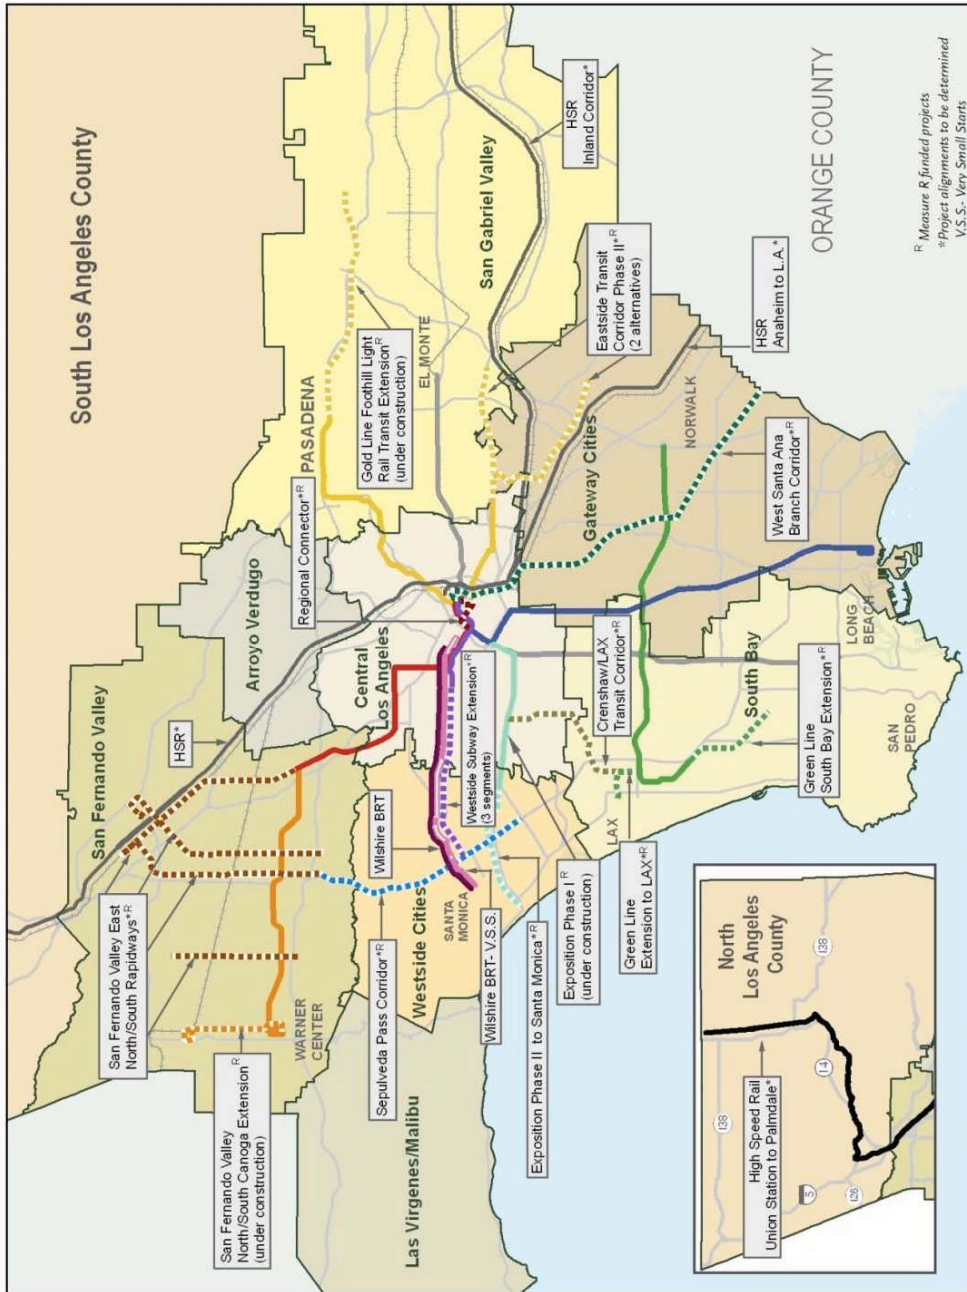 South Los Angeles County
San Fernando Valley East
North/South Rapidways*R
San Fernando Valley
North/South Canoga Extension R
(under construction)
San Fernando Valley
HSR*
Arroyo Verdugo
Regional Connector*R
PASADENA
Gold Line Foothill Light
Rail Transit Extension R
(under construction)
EL MONTE
San Gabriel Valley
HSR
Inland Corridor*
WARNER
CENTER
Central
Los Angeles
Las Virgenes/Malibu
Sepulveda Pass Corridor*R
Westside Cities
Wilshire BRT
SANTA
MONICA
Westside Subway Extension*R
(3 segments)
Wilshire BRT- V.S.S.
Exposition Phase II to Santa Monica*R
Exposition Phase I R
(under construction)
Gateway Cities
Eastside Transit
Corridor Phase II*R
(2 alternatives)
Crenshaw/LAX
Transit Corridor*R
LAX
Green Line
Extension to LAX*R
South Bay
NORWALK
HSR
Anaheim to L.A.*
West Santa Ana
Branch Corridor*R
LONG
BEACH
Green Line
South Bay Extension*R
SAN
PEDRO
ORANGE COUNTY
North
Los Angeles
County
138
138
14
5
126
High Speed Rail
Union Station to Palmdale*
R Measure R funded projects
*Project alignments to be determined
V.S.S.- Very Small Starts